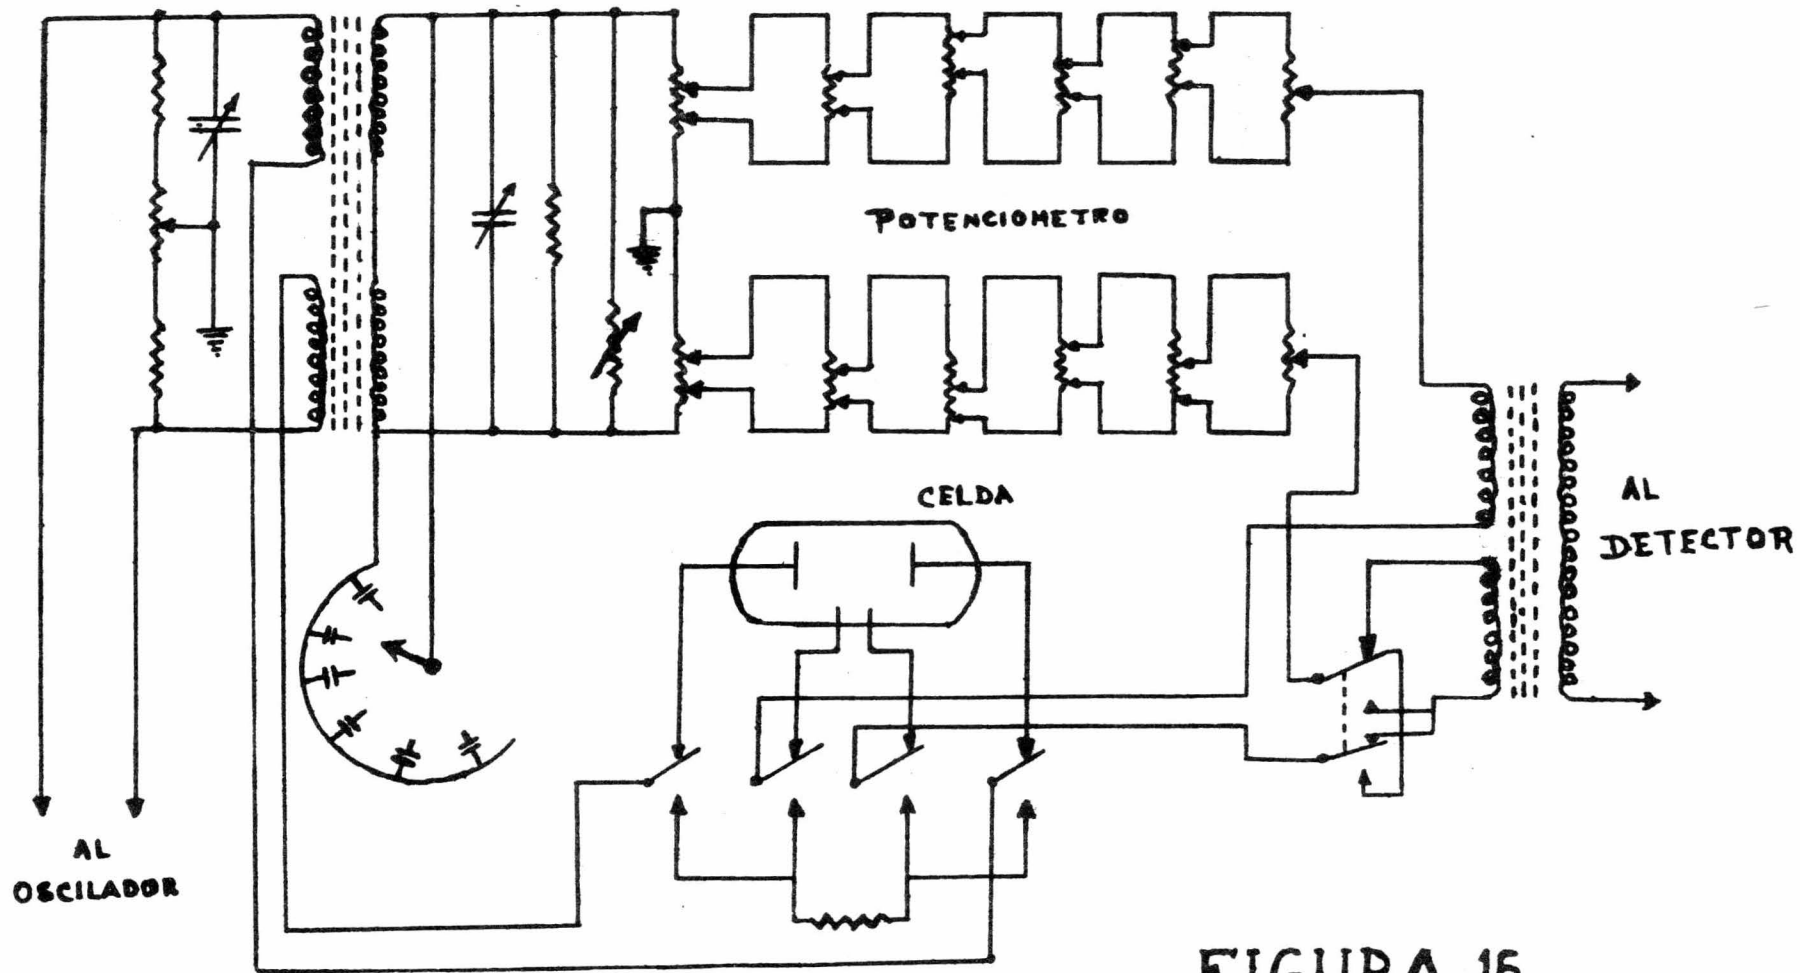 POTENCIOMETRO
CELDA
AL
DETECTOR
AL
OSCILADOR
FIGURA 15